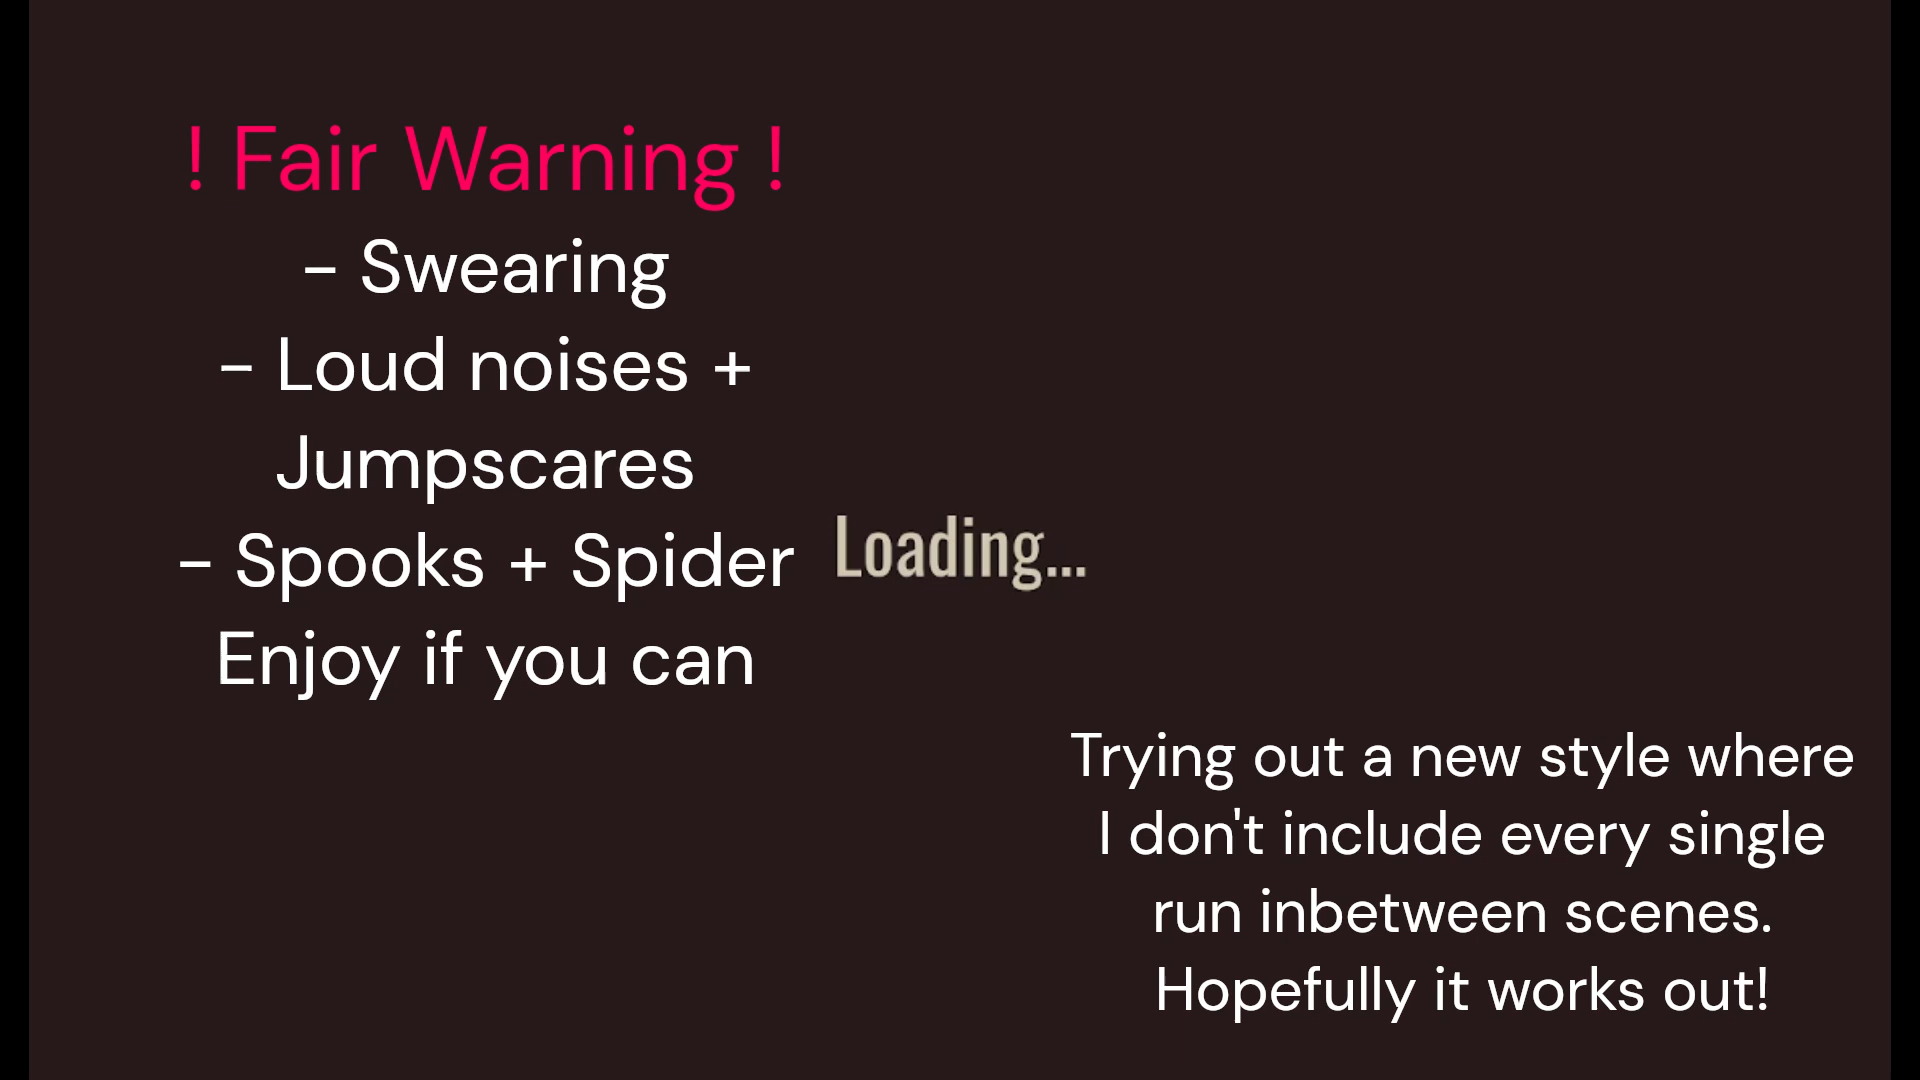 ! Fair Warning !
- Swearing
- Loud noises +
Jumpscares
- Spooks + Spider
Enjoy if you can
Loading...
Trying out a new style where
I don't include every single
run inbetween scenes.
Hopefully it works out!